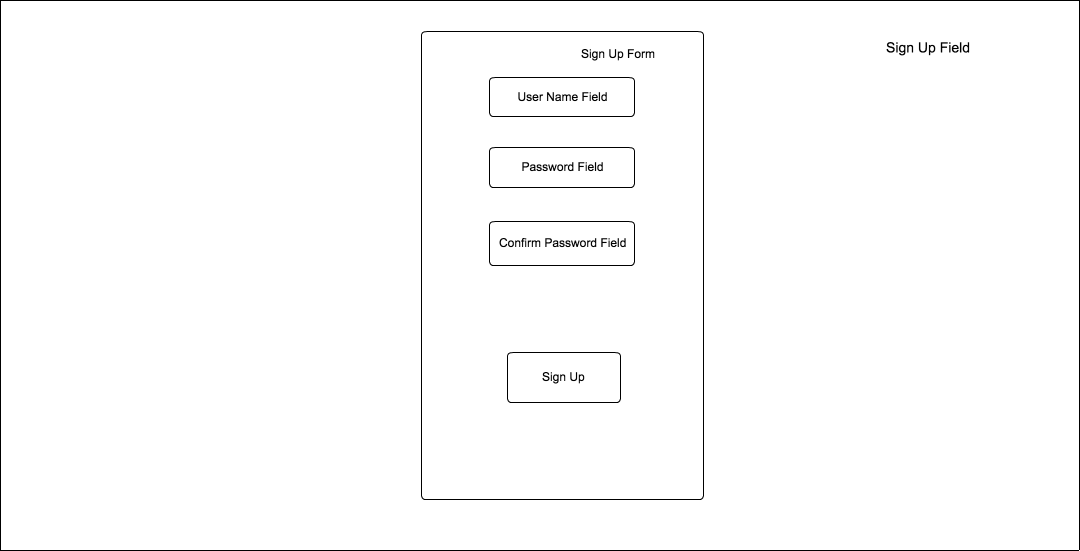 Sign Up Field
Sign Up Form
User Name Field
Password Field
Confirm Password Field
Sign Up